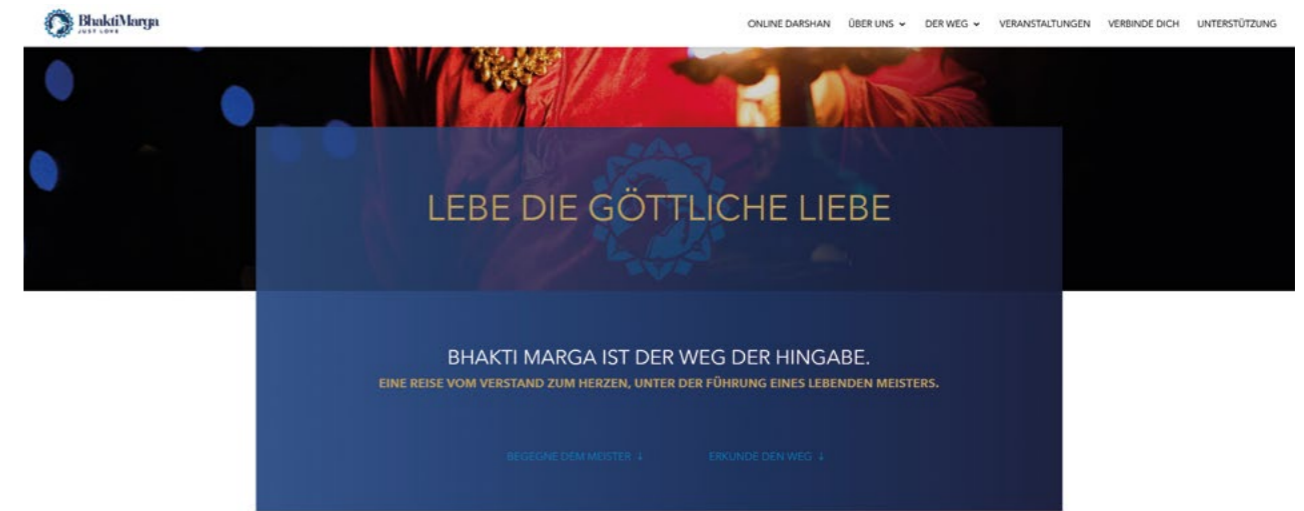 BhaktiMarga
JUST LOVE
ONLINE DARSHAN ÜBER UNS DER WEG VERANSTALTUNGEN VERBINDE DICH UNTERSTÜTZUNG
LEBE DIE GÖTTLICHE LIEBE
BHAKTI MARGA IST DER WEG DER HINGABE.
EINE REISE VOM VERSTAND ZUM HERZEN, UNTER DER FÜHRUNG EINES LEBENDEN MEISTERS.
BEGEGNE DEM MEISTER ↓ ERKUNDE DEN WEG ↓